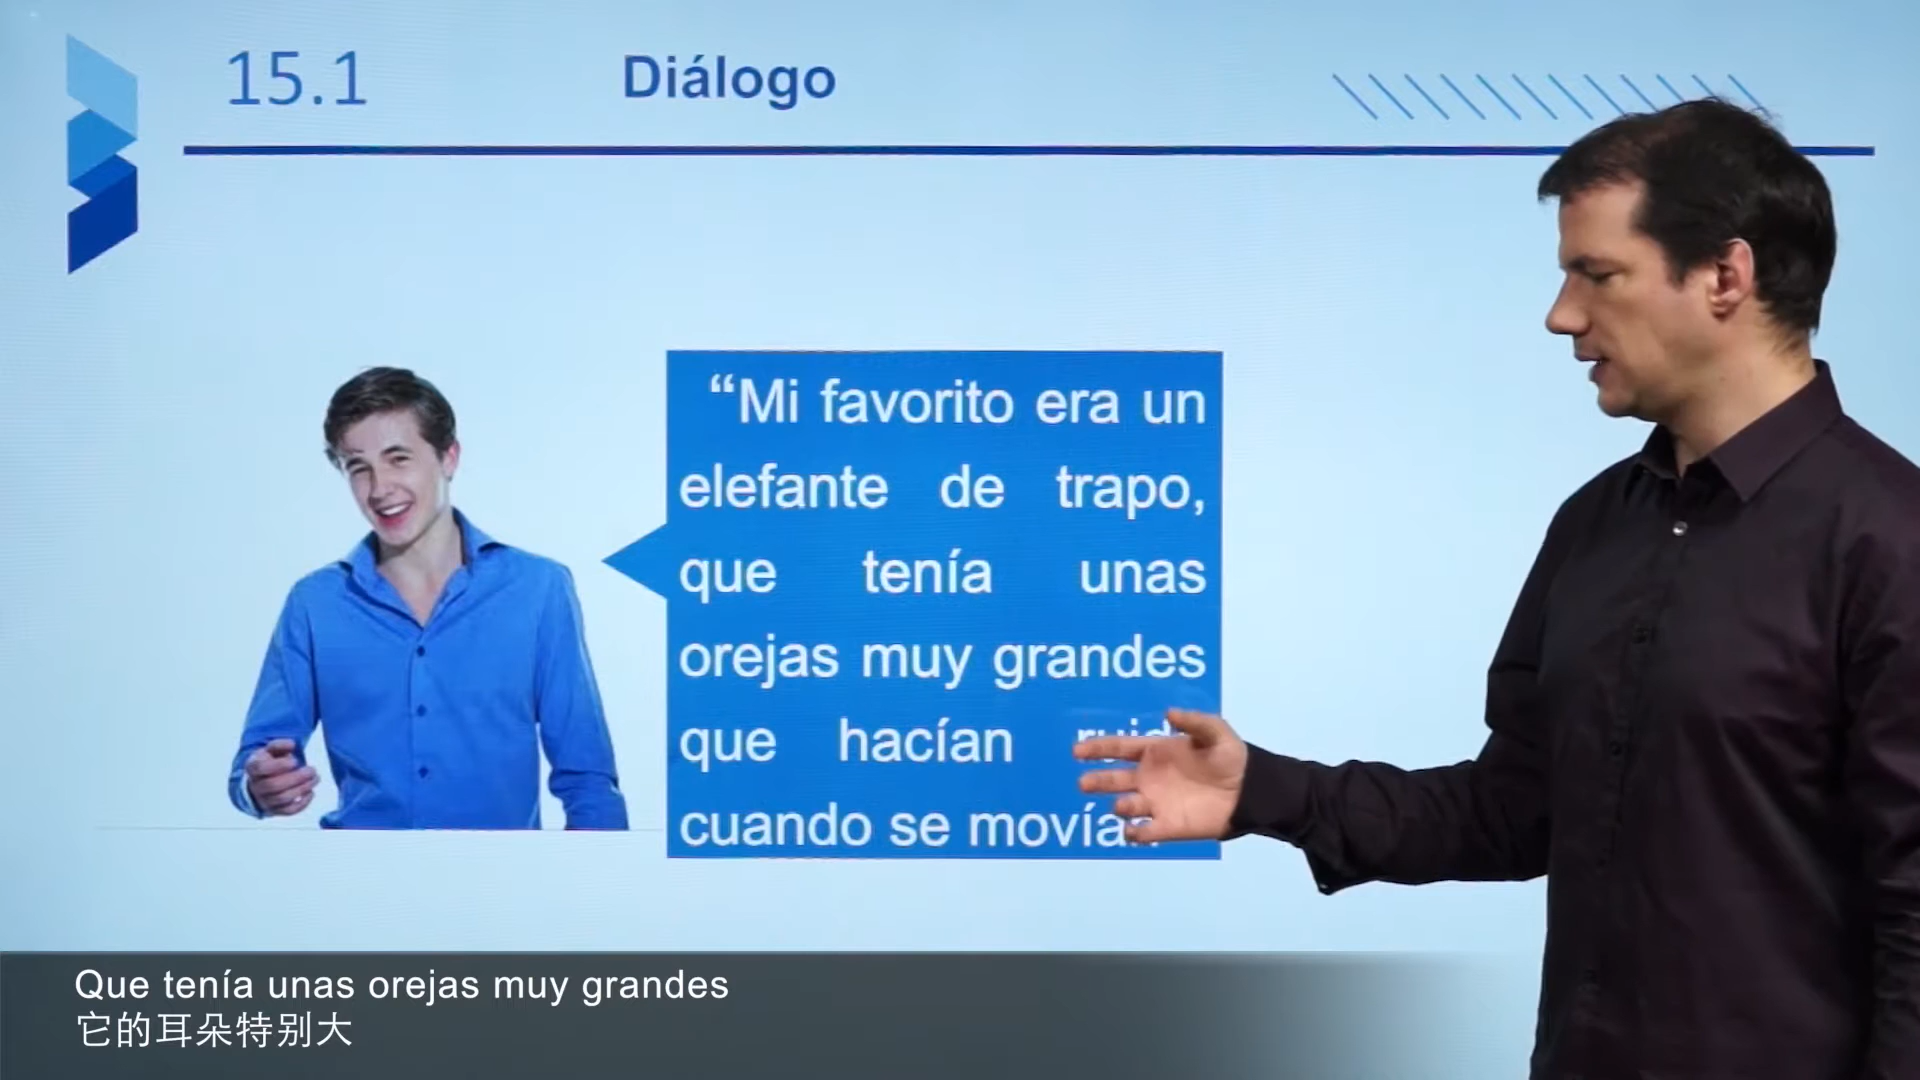 15.1
Diálogo
“Mi favorito era un
elefante de trapo,
que tenía unas
orejas muy grandes
que hacían
cuando se
Que tenía unas orejas muy grandes
它的耳朵特别大